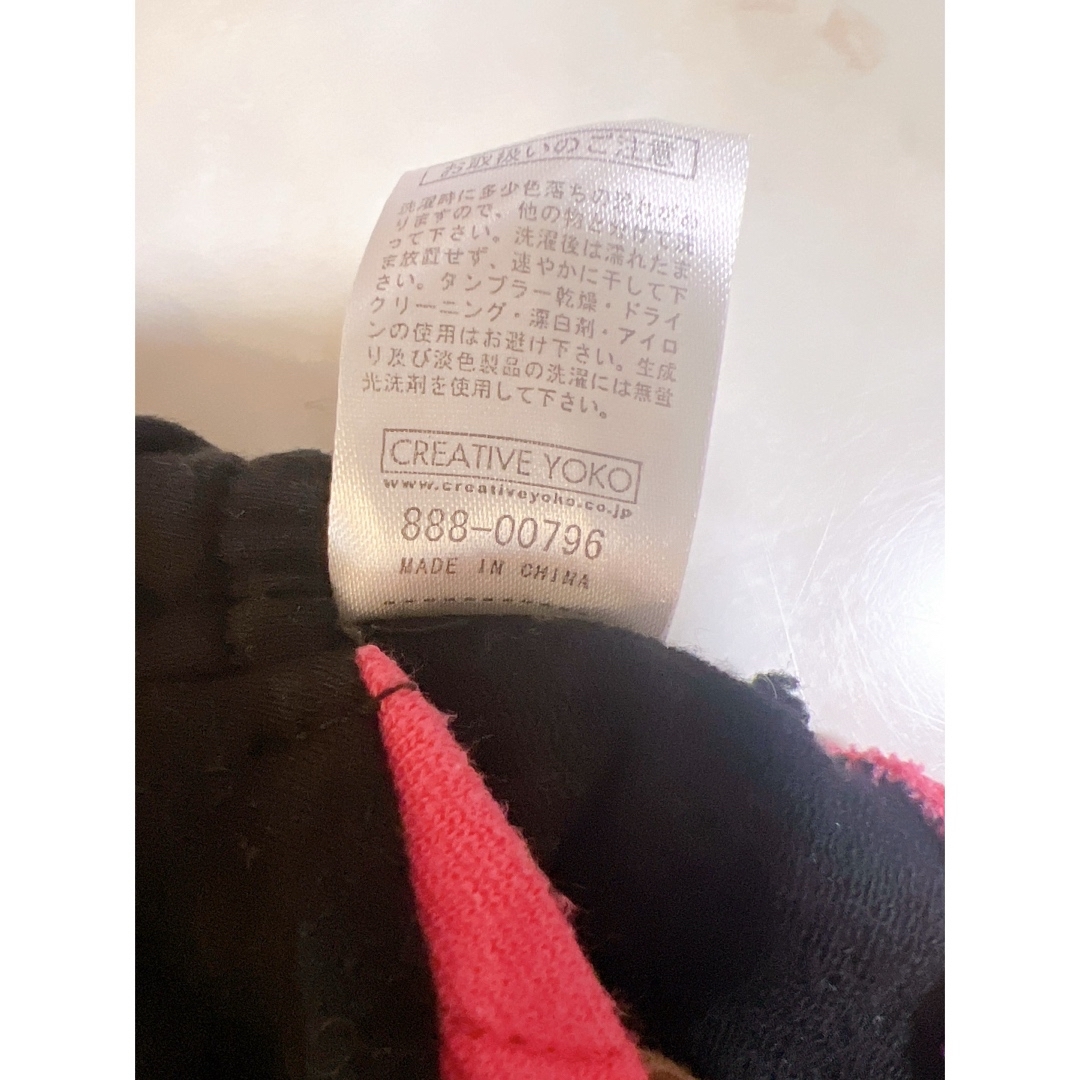 お取扱いのご注意
洗濯時に多少色落ちの恐れがあ
りますので、他の物と分けて洗
って下さい。洗濯後は濡れたま
ま放置せず、速やかに干して下
さい。タンブラー乾燥・ドライ
クリーニング・漂白剤・アイロ
ンの使用はお避け下さい。生成
り及び淡色製品の洗濯には無蛍
光洗剤を使用して下さい。
CREATIVE YOKO
www.creativeyoko.co.jp
888-00796
MADE IN CHINA